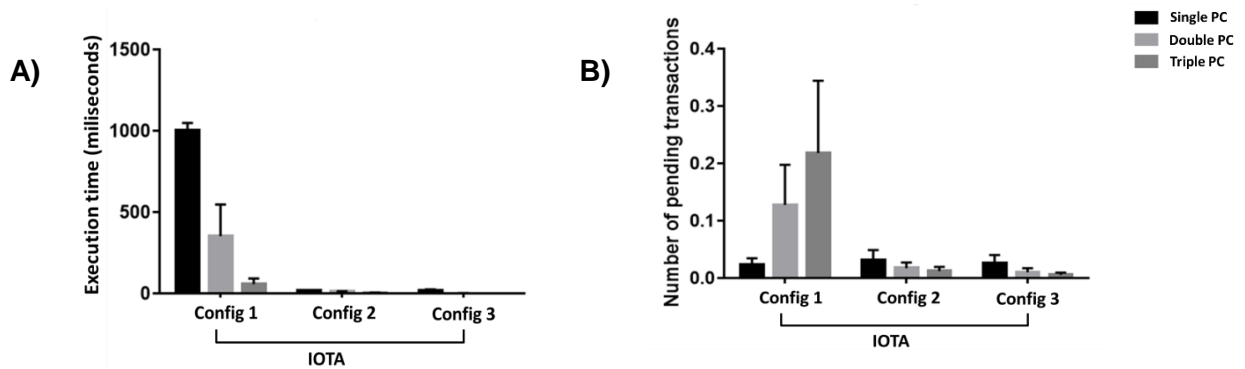 A)
Execution time (miliseconds)
1500
1000
500
0
Config 1
Config 2
Config 3
IOTA
B)
Number of pending transactions
0.4
0.3
0.2
0.1
0.0
Config 1
Config 2
Config 3
IOTA
Single PC
Double PC
Triple PC